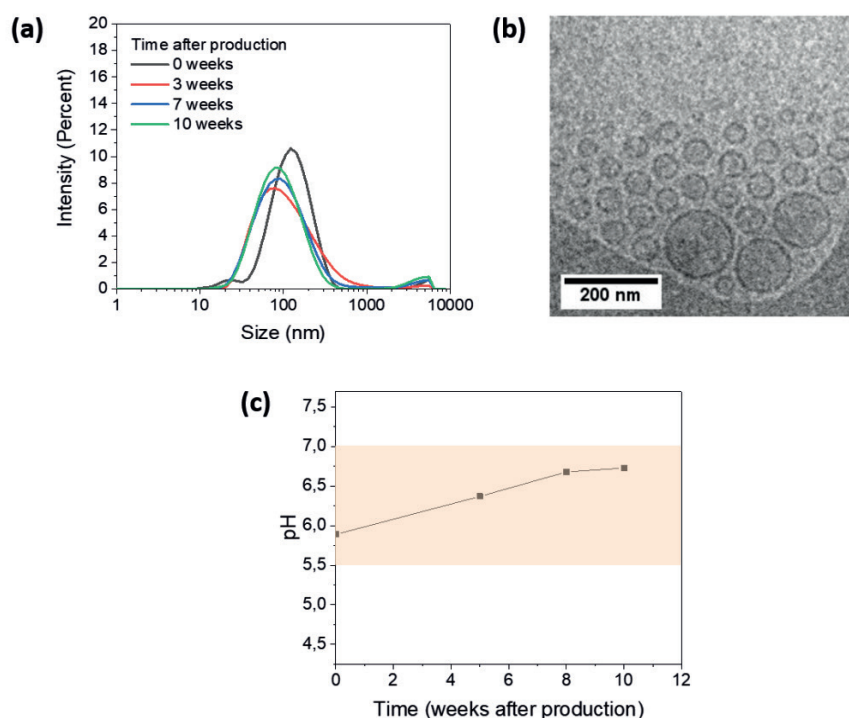 (a)
20
18
16
14
12
10
8
6
4
2
0
Intensity (Percent)
Time after production
0 weeks
3 weeks
7 weeks
10 weeks
1 10 100 1000 10000
Size (nm)
(b)
200 nm
(c)
7,5
7,0
6,5
6,0
5,5
5,0
4,5
pH
0 2 4 6 8 10 12
Time (weeks after production)